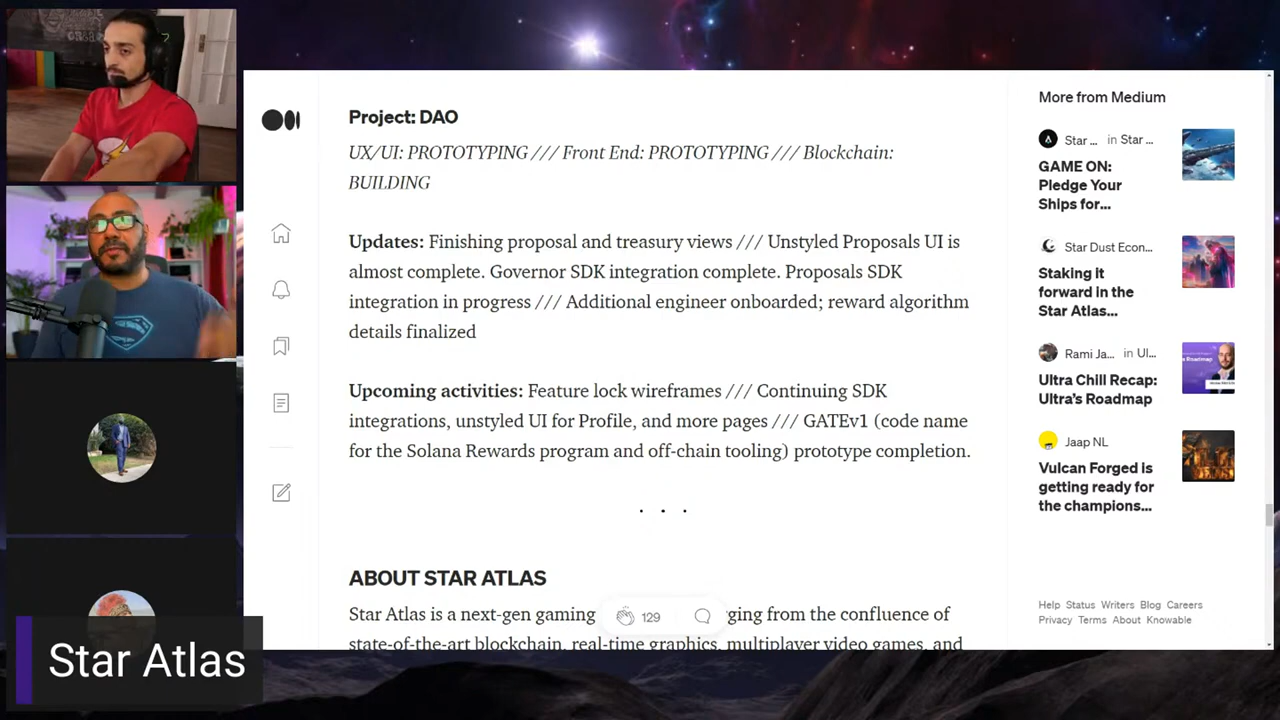 Project: DAO
UX/UI: PROTOTYPING /// Front End: PROTOTYPING /// Blockchain:
BUILDING
Updates: Finishing proposal and treasury views /// Unstyled Proposals UI is
almost complete. Governor SDK integration complete. Proposals SDK
integration in progress /// Additional engineer onboarded; reward algorithm
details finalized
Upcoming activities: Feature lock wireframes /// Continuing SDK
integrations, unstyled UI for Profile, and more pages /// GATEv1 (code name
for the Solana Rewards program and off-chain tooling) prototype completion.
. . .
ABOUT STAR ATLAS
Star Atlas is a next-gen gaming ging from the confluence of
state-of-the-art blockchain, real-time graphics, multiplayer video games, and
129
More from Medium
Star ... in Star ...
GAME ON:
Pledge Your
Ships for...
Star Dust Econ...
Staking it
forward in the
Star Atlas...
Rami Ja... in Ul...
Ultra Chill Recap:
Ultra's Roadmap
Jaap NL
Vulcan Forged is
getting ready for
the champions...
Help Status Writers Blog Careers
Privacy Terms About Knowable
Star Atlas